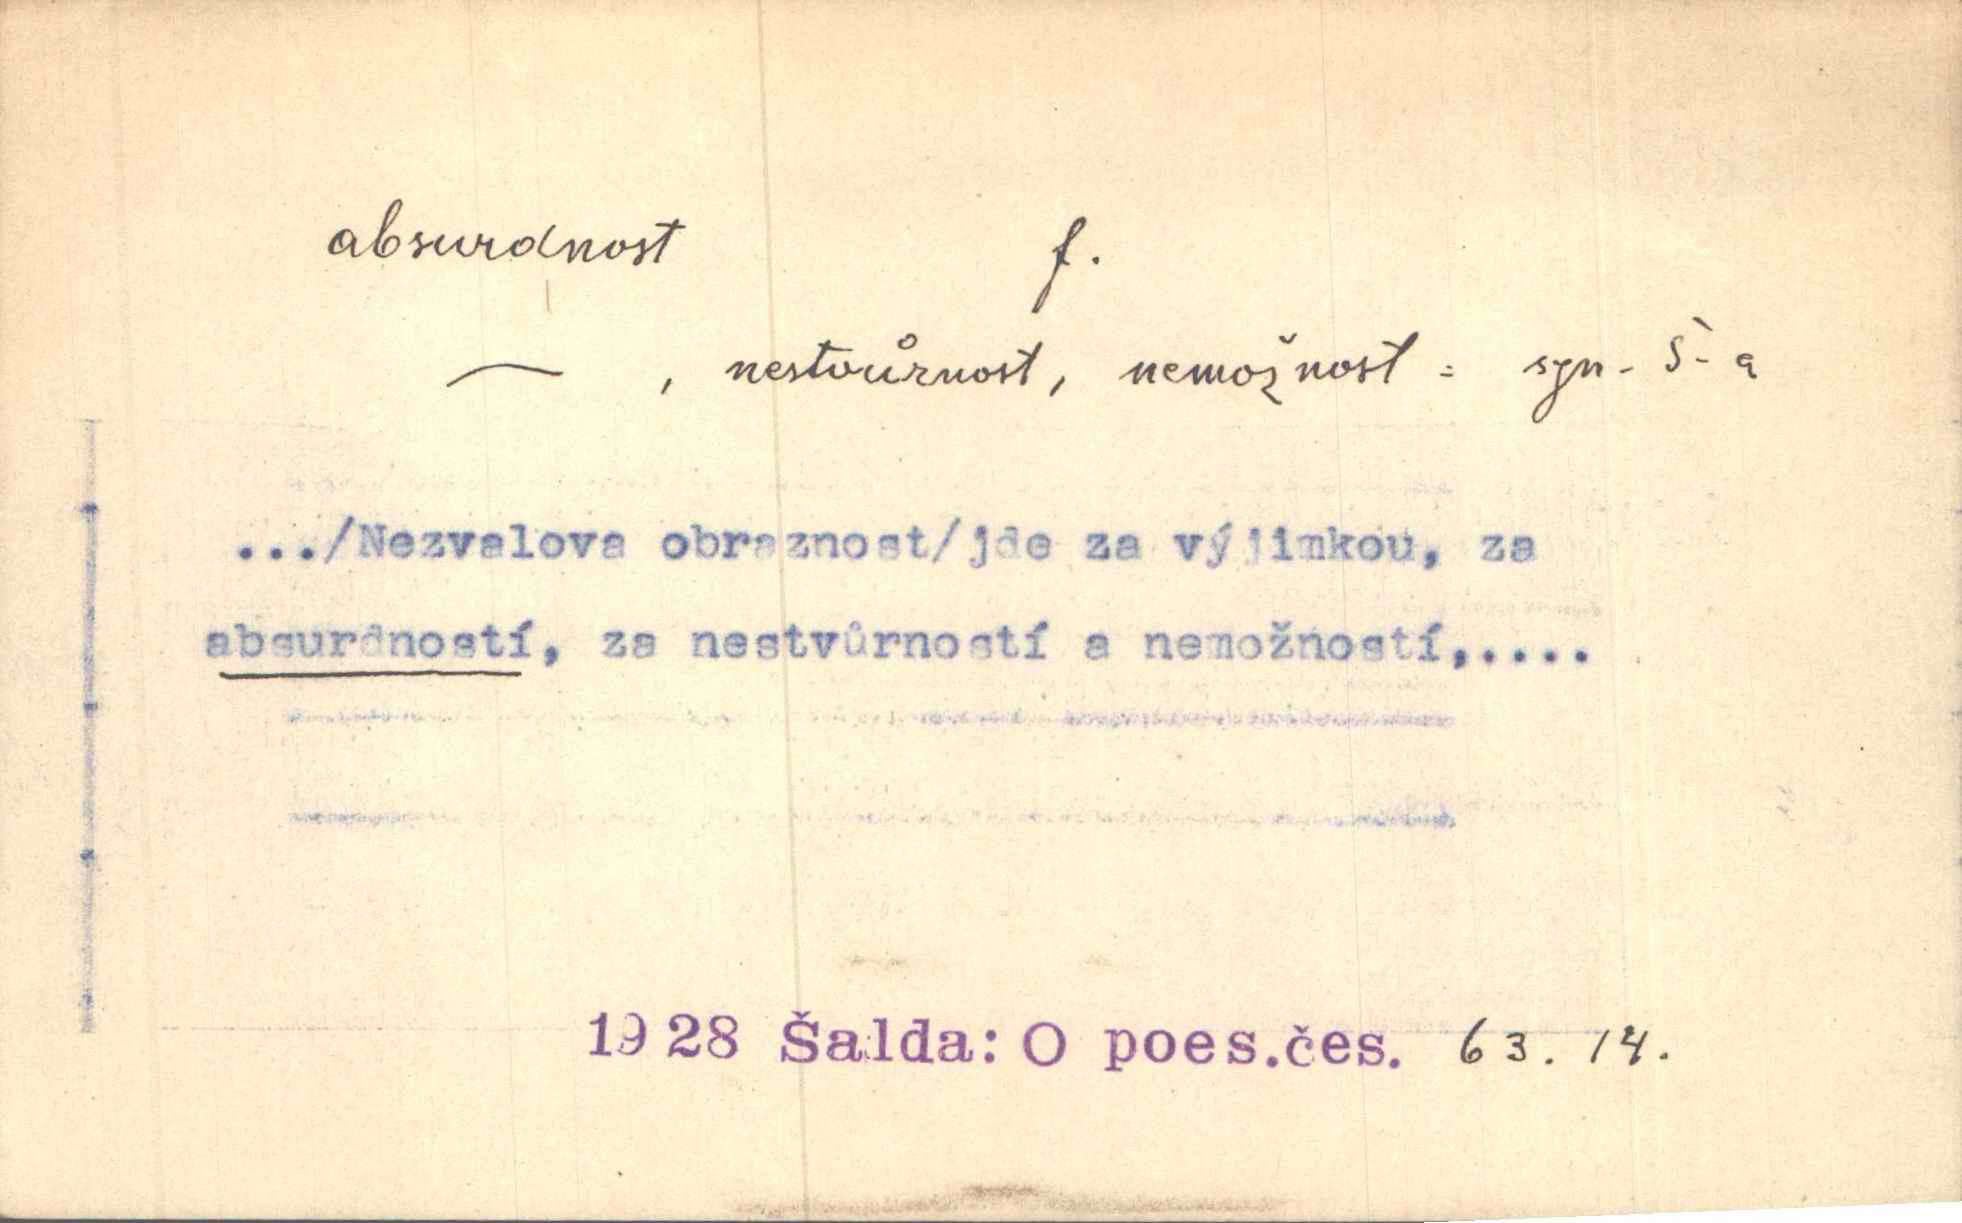 absurdnost f.
— , nestvůrnost, nemožnost = syn.
.../Nezvalova obraznost/jde za výjimkou, za
absurdností, za nestvůrností a nemožností,....
1928 Šalda: O poes.čes. 63. 14.